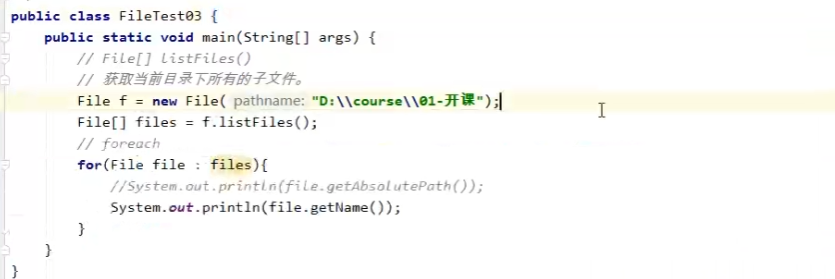 public class FileTest03 {
public static void main(String[] args) {
// File[] listFiles()
// 获取当前目录下所有的子文件。
File f = new File( pathname: "D:\\course\\01-开课");
File[] files = f.listFiles();
// foreach
for(File file : files){
//System.out.println(file.getAbsolutePath());
System.out.println(file.getName());
}
}
}